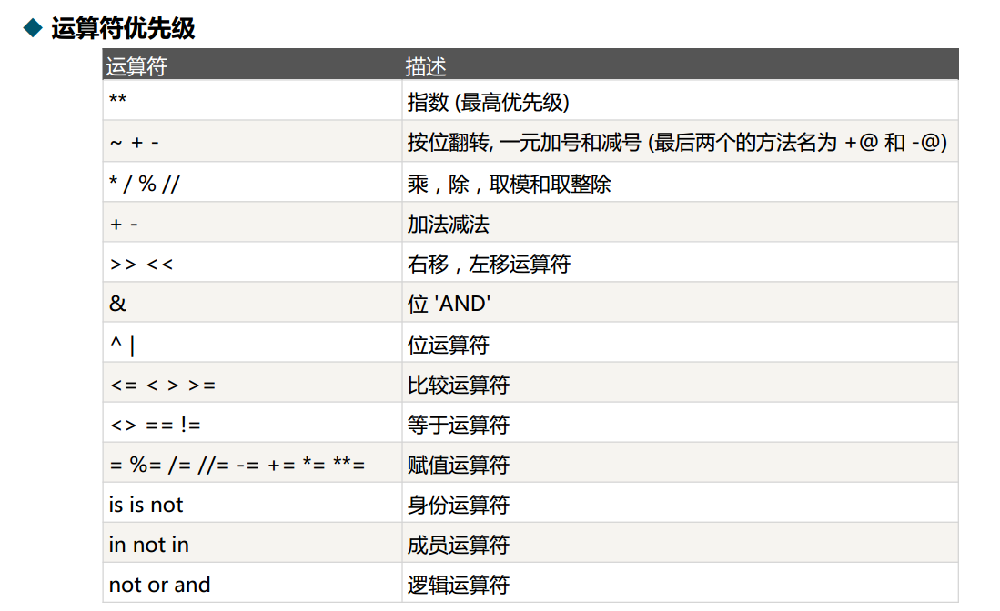 运算符优先级
运算符 描述
** 指数 (最高优先级)
~ + - 按位翻转, 一元加号和减号 (最后两个的方法名为 +@ 和 -@)
* / % // 乘，除，取模和取整除
+ - 加法减法
>> << 右移，左移运算符
& 位 'AND'
^ | 位运算符
<= < > >= 比较运算符
<> == != 等于运算符
= %= /= //= -= += *= **= 赋值运算符
is is not 身份运算符
in not in 成员运算符
not or and 逻辑运算符